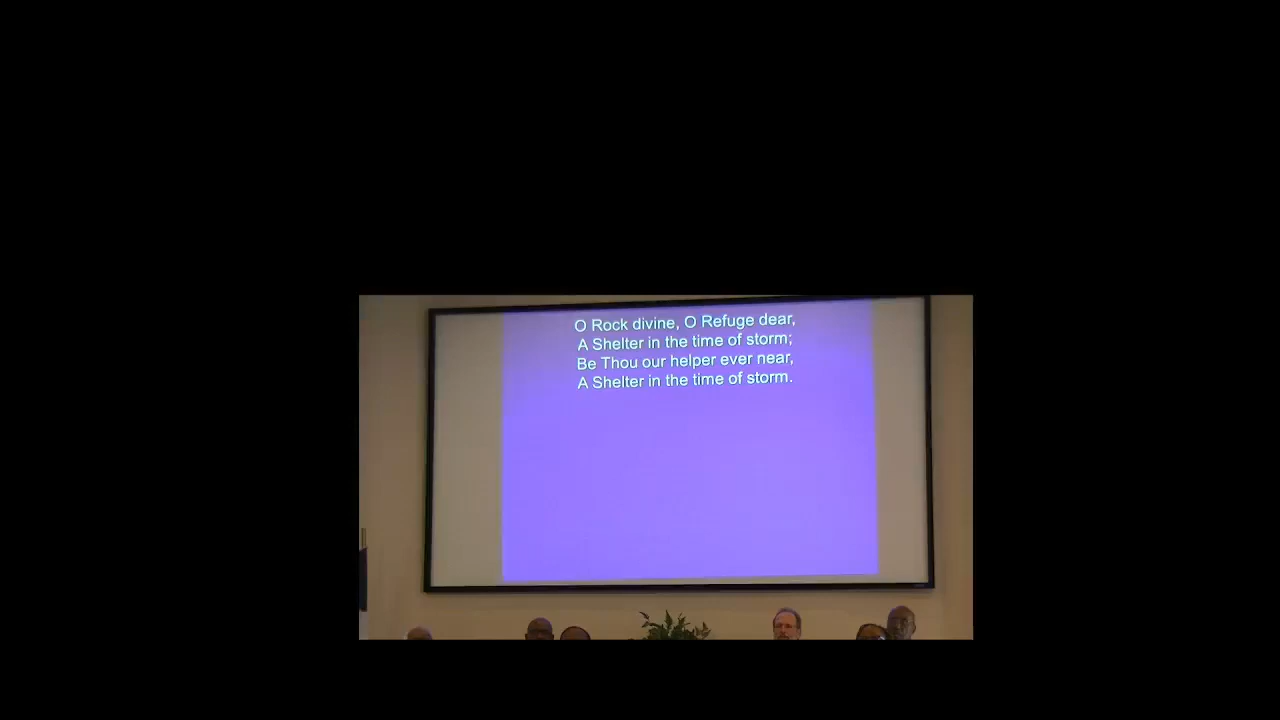 O Rock divine, O Refuge dear,
A Shelter in the time of storm;
Be Thou our helper ever near,
A Shelter in the time of storm.